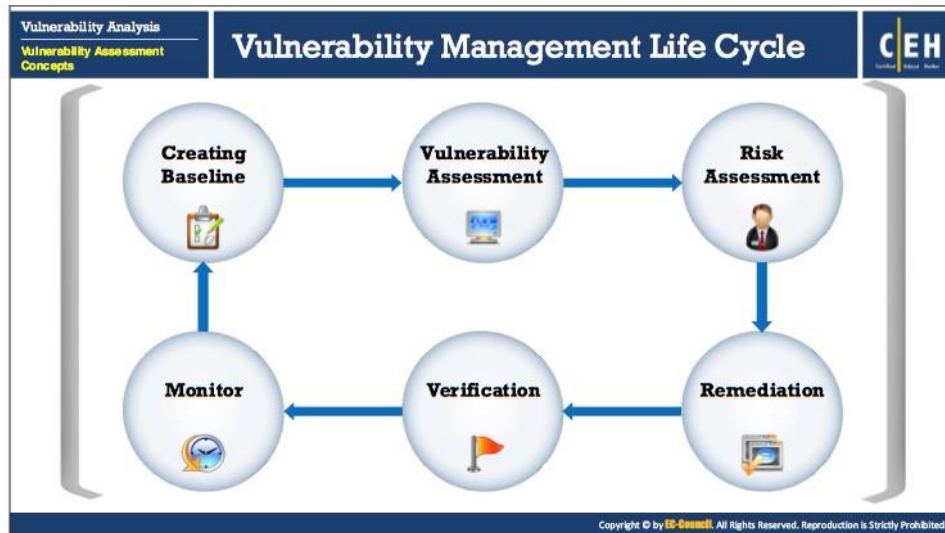 Vulnerability Analysis
Vulnerability Assessment
Concepts
Vulnerability Management Life Cycle
C|EH
Creating
Baseline
Vulnerability
Assessment
Risk
Assessment
Monitor
Verification
Remediation
Copyright © by EC-Council. All Rights Reserved. Reproduction is Strictly Prohibited.